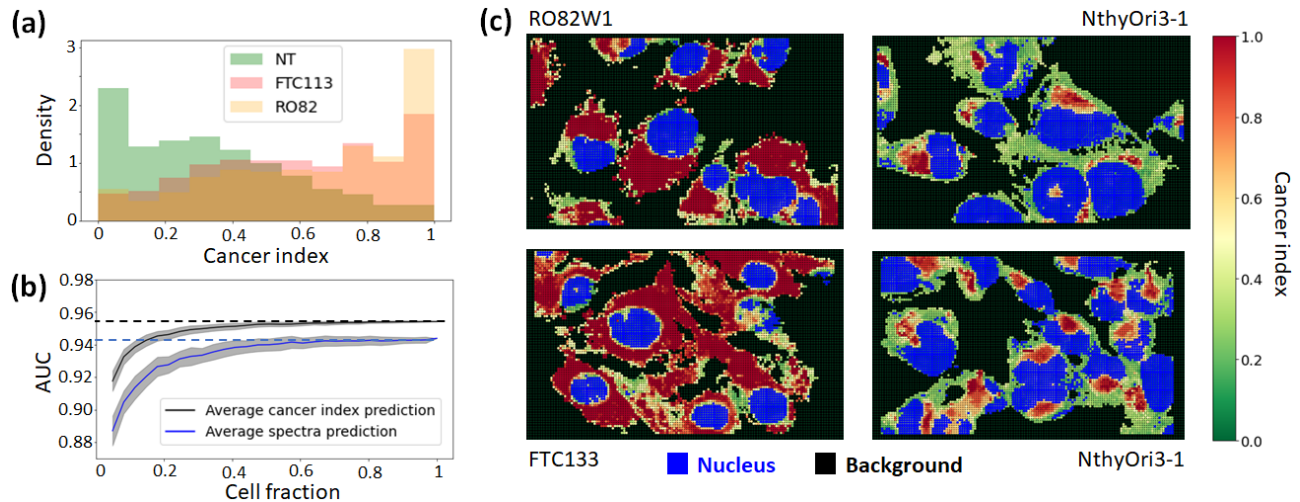 (a)
3
2
1
0
Density
NT
FTC113
RO82
0
0.2
0.4
0.6
0.8
1
Cancer index
(b)
0.98
0.96
0.94
0.92
0.90
0.88
AUC
Average cancer index prediction
Average spectra prediction
0
0.2
0.4
0.6
0.8
1
Cell fraction
(c)
RO82W1
NthyOri3-1
FTC133
NthyOri3-1
Nucleus
Background
1.0
0.8
0.6
0.4
0.2
0.0
Cancer index